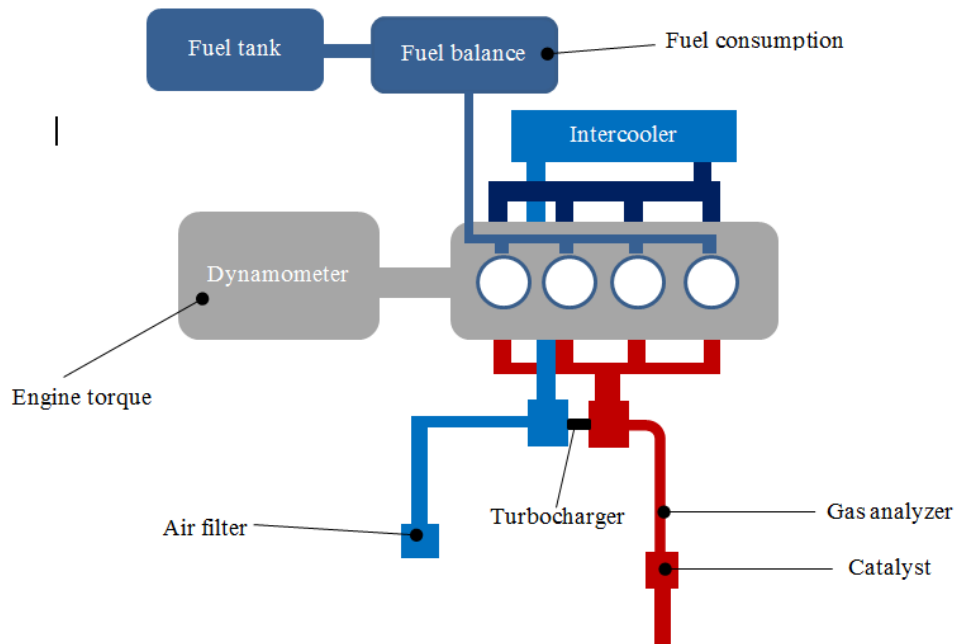 Fuel tank
Fuel balance
Fuel consumption
Intercooler
Dynamometer
Engine torque
Air filter
Turbocharger
Gas analyzer
Catalyst